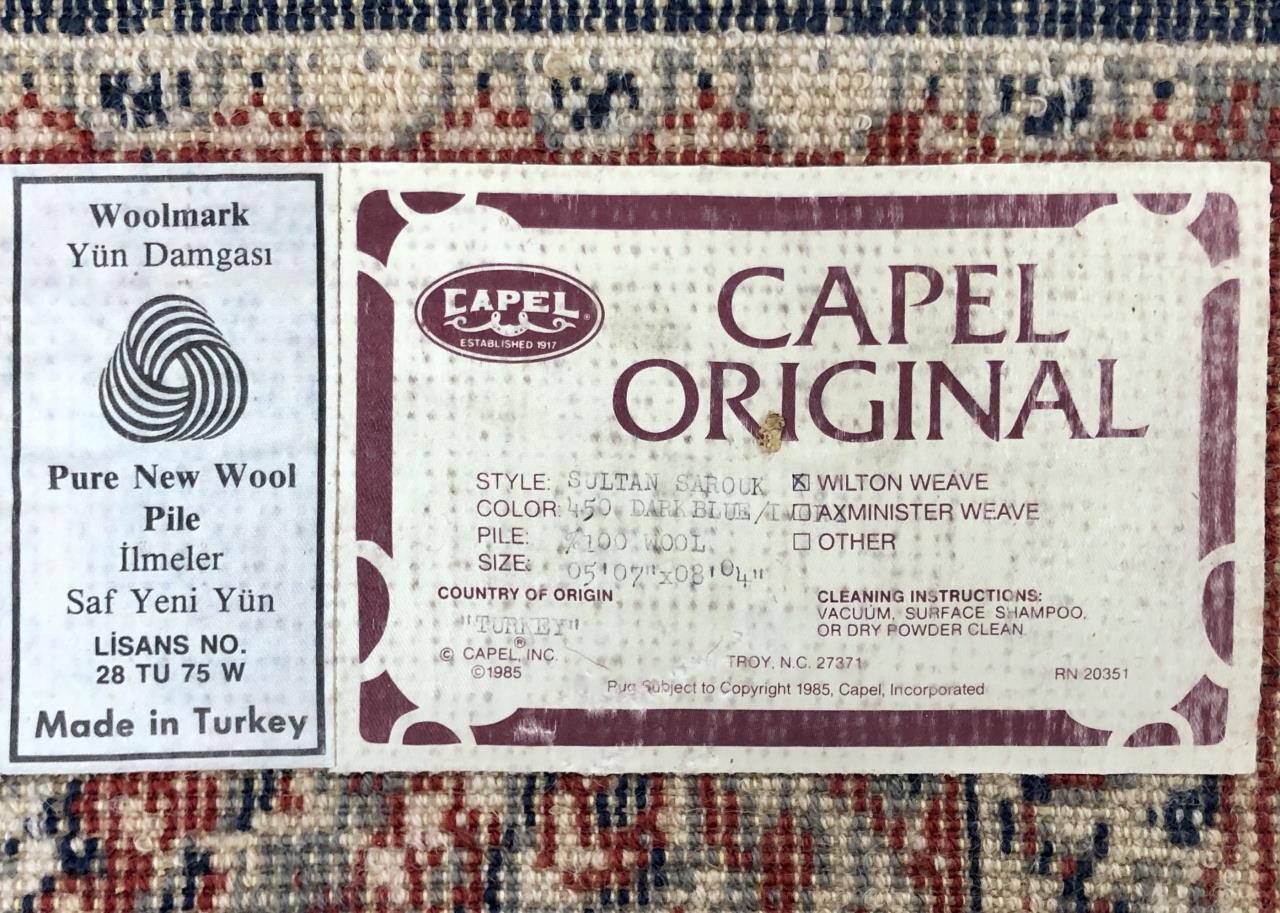 Woolmark
Yün Damgası
Pure New Wool
Pile
İlmeler
Saf Yeni Yün
LİSANS NO.
28 TU 75 W
Made in Turkey
CAPEL®
ESTABLISHED 1917
CAPEL
ORIGINAL
STYLE: SULTAN SAROUK
COLOR: 450 DARKBLUE/
PILE: %100 WOOL
SIZE: 05'07"x08'04"
☒ WILTON WEAVE
☐ AXMINISTER WEAVE
☐ OTHER
COUNTRY OF ORIGIN
"TURKEY"
CLEANING INSTRUCTIONS:
VACUUM, SURFACE SHAMPOO,
OR DRY POWDER CLEAN.
®
© CAPEL, INC.
©1985
TROY, N.C. 27371
RN 20351
Rug Subject to Copyright 1985, Capel, Incorporated